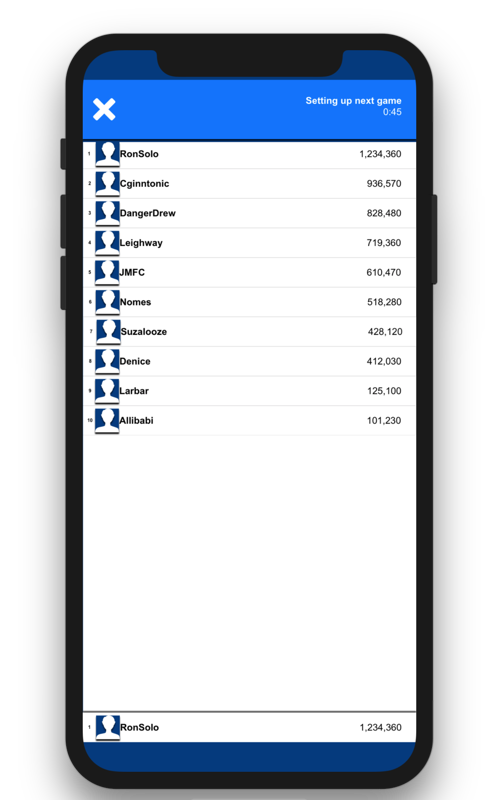 Setting up next game
0:45
1 RonSolo 1,234,360
2 Cginntonic 936,570
3 DangerDrew 828,480
4 Leighway 719,360
5 JMFC 610,470
6 Nomes 518,280
7 Suzalooze 428,120
8 Denice 412,030
9 Larbar 125,100
10 Allibabi 101,230
1 RonSolo 1,234,360